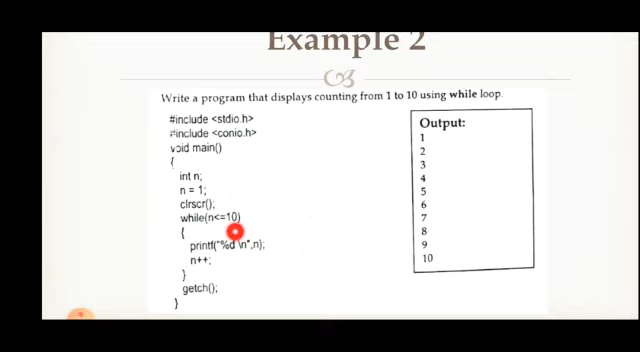 Example 2
Write a program that displays counting from 1 to 10 using while loop.
#include <stdio.h>
#include <conio.h>
void main()
{
int n;
n = 1;
clrscr();
while(n<=10)
{
printf("%d \n",n);
n++;
}
getch();
}
Output:
1
2
3
4
5
6
7
8
9
10